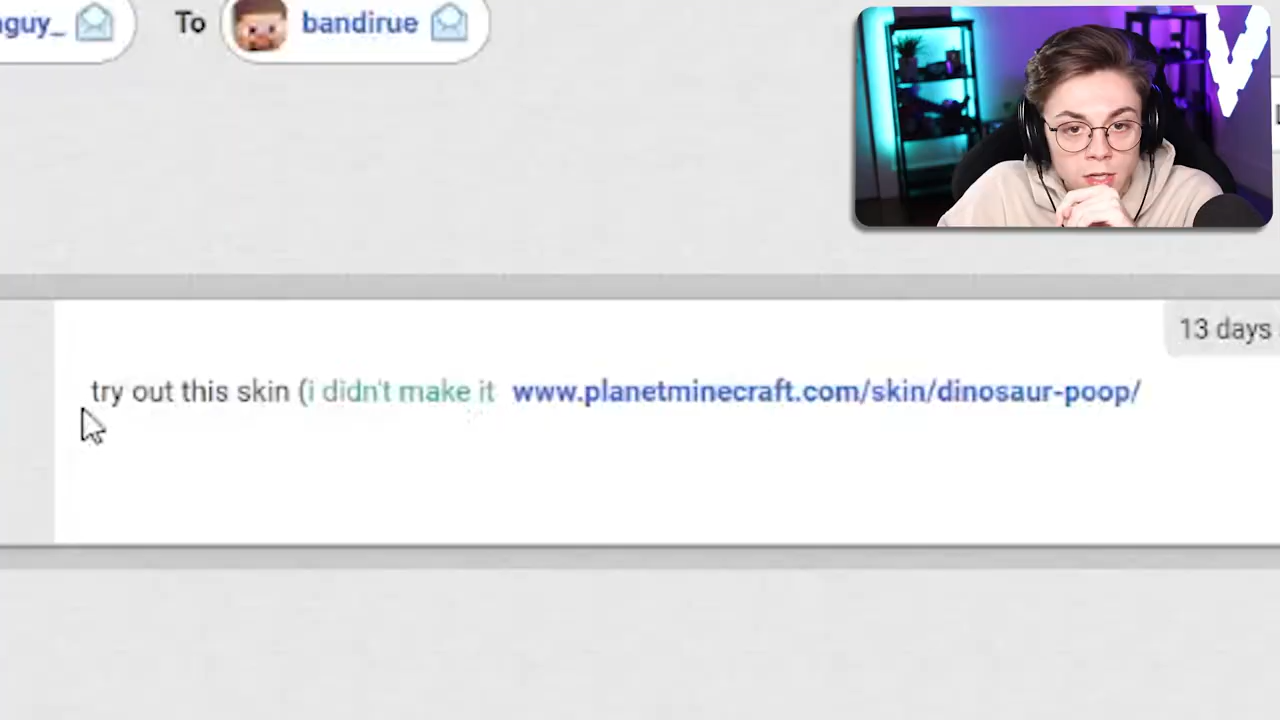 guy_ To bandirue
13 days
try out this skin (i didn't make it www.planetminecraft.com/skin/dinosaur-poop/